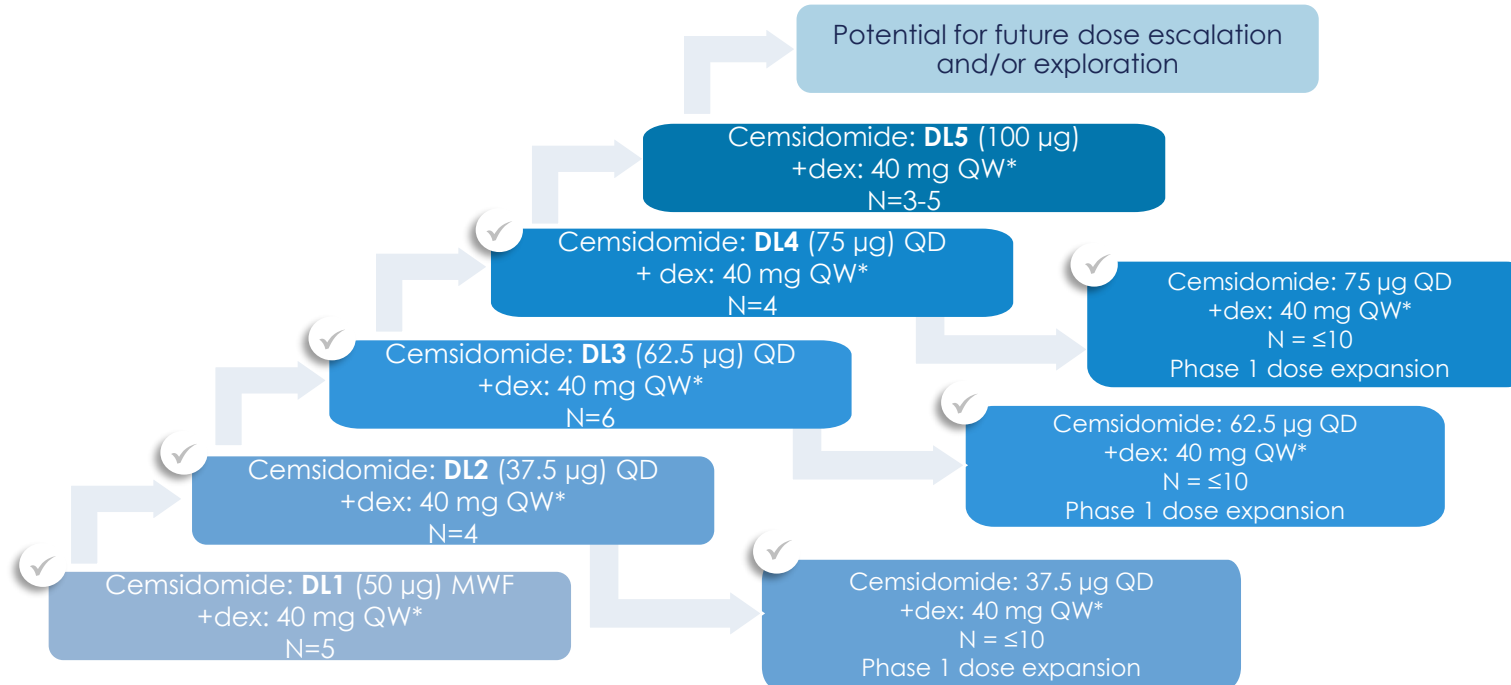 Potential for future dose escalation
and/or exploration
Cemsidomide: DL5 (100 µg)
+dex: 40 mg QW*
N=3-5
Cemsidomide: DL4 (75 µg) QD
+ dex: 40 mg QW*
N=4
Cemsidomide: 75 µg QD
+dex: 40 mg QW*
N = ≤10
Phase 1 dose expansion
Cemsidomide: DL3 (62.5 µg) QD
+dex: 40 mg QW*
N=6
Cemsidomide: 62.5 µg QD
+dex: 40 mg QW*
N = ≤10
Phase 1 dose expansion
Cemsidomide: DL2 (37.5 µg) QD
+dex: 40 mg QW*
N=4
Cemsidomide: DL1 (50 µg) MWF
+dex: 40 mg QW*
N=5
Cemsidomide: 37.5 µg QD
+dex: 40 mg QW*
N = ≤10
Phase 1 dose expansion